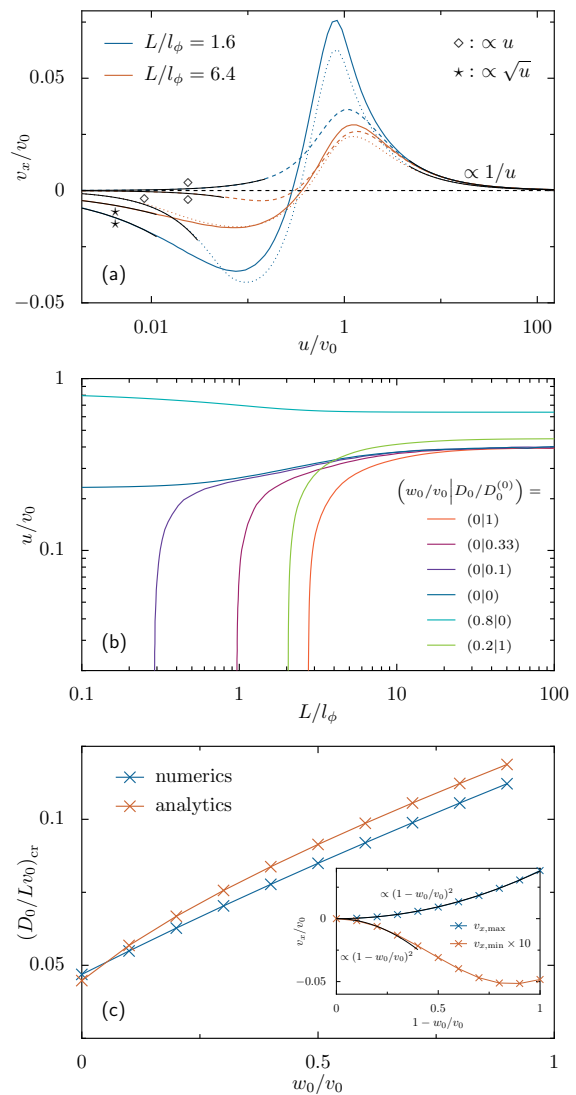 L/l_ϕ = 1.6
L/l_ϕ = 6.4
◇ : ∝ u
★ : ∝ √u
0.05
0
−0.05
v_x/v_0
∝ 1/u
(a)
0.01
1
100
u/v_0
1
0.1
u/v_0
(w_0/v_0|D_0/D_0^(0)) =
(0|1)
(0|0.33)
(0|0.1)
(0|0)
(0.8|0)
(0.2|1)
(b)
0.1
1
10
100
L/l_ϕ
numerics
analytics
0.1
0.05
(D_0/Lv_0)_cr
∝ (1 − w_0/v_0)^2
v_x,max
v_x,min × 10
∝ (1 − w_0/v_0)^2
0
−0.05
v_x/v_0
0
0.5
1
1 − w_0/v_0
(c)
0
0.5
1
w_0/v_0